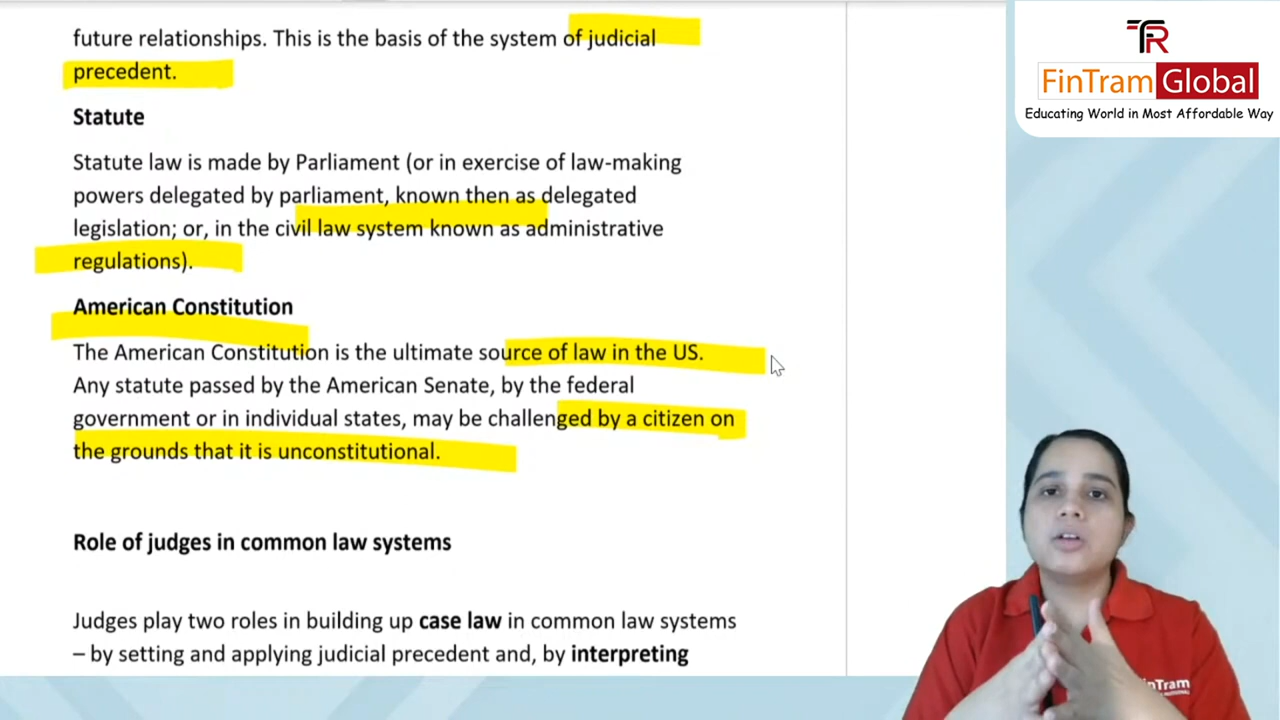 future relationships. This is the basis of the system of judicial
precedent.
Statute
Statute law is made by Parliament (or in exercise of law-making
powers delegated by parliament, known then as delegated
legislation; or, in the civil law system known as administrative
regulations).
American Constitution
The American Constitution is the ultimate source of law in the US.
Any statute passed by the American Senate, by the federal
government or in individual states, may be challenged by a citizen on
the grounds that it is unconstitutional.
Role of judges in common law systems
Judges play two roles in building up case law in common law systems
– by setting and applying judicial precedent and, by interpreting
FinTram Global
Educating World in Most Affordable Way
inTram